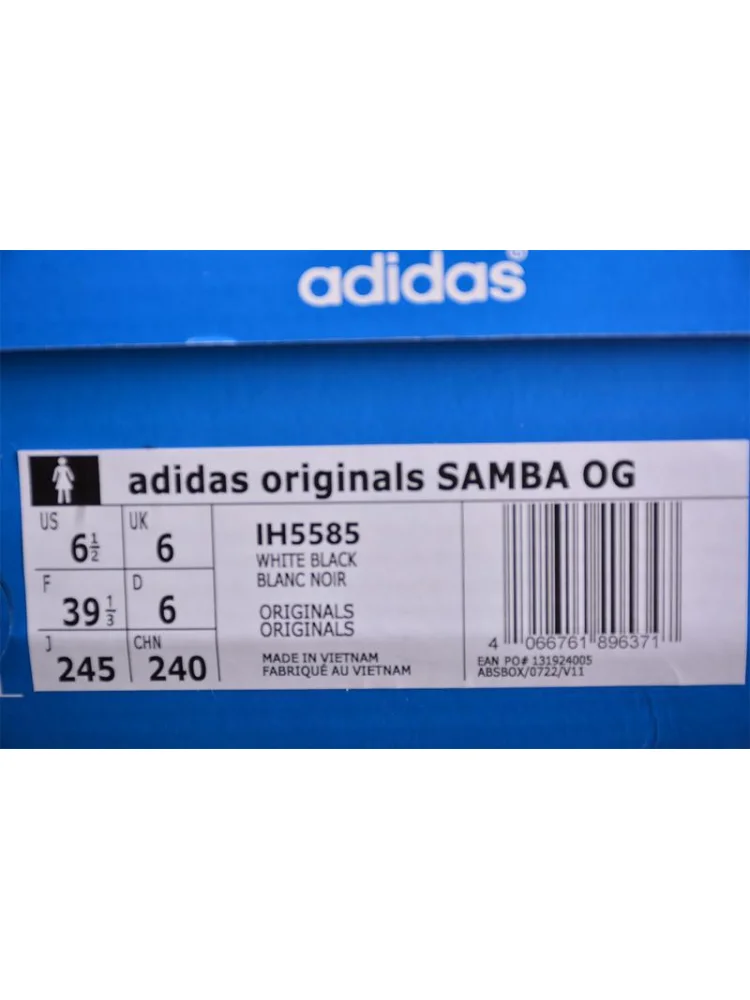 adidas
adidas originals SAMBA OG
US 6½ UK 6
F 39⅓ D 6
J 245 CHN 240
IH5585
WHITE BLACK
BLANC NOIR
ORIGINALS
ORIGINALS
MADE IN VIETNAM
FABRIQUÉ AU VIETNAM
4 066761 896371
EAN PO# 131924005
ABSBOX/0722/V11